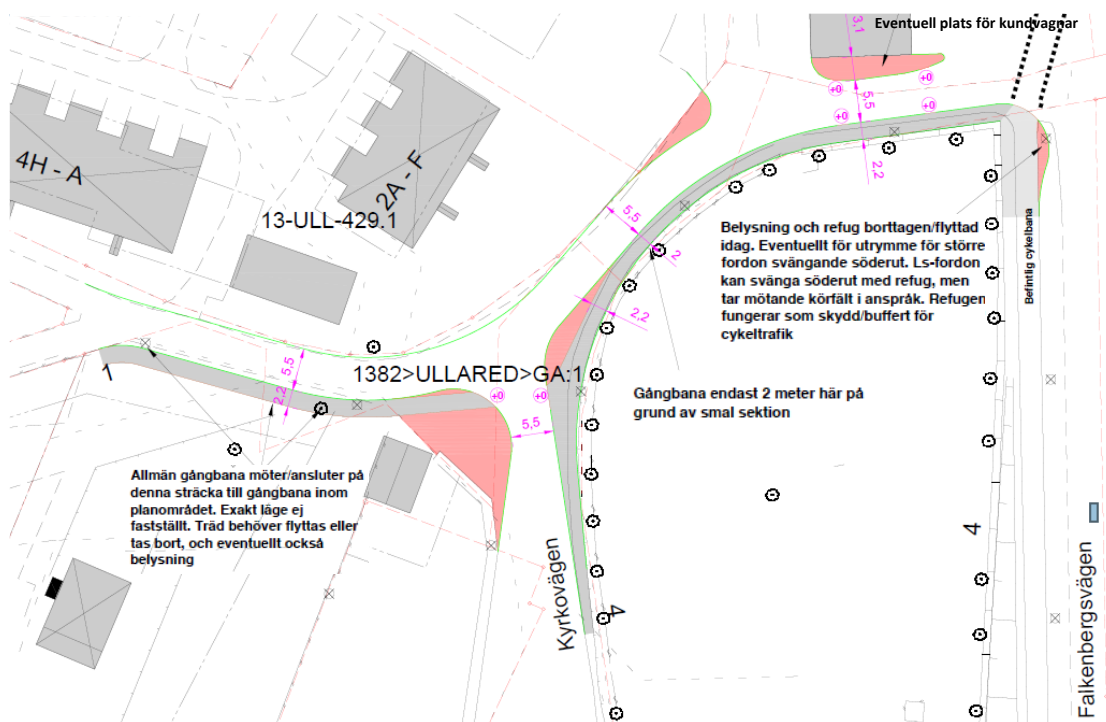 Eventuell plats för kundvagnar
3,1
+0
+0
5,5
+0
+0
2,2
4H - A
2A - F
13-ULL-429.1
5,5
2
Belysning och refug borttagen/flyttad
idag. Eventuellt för utrymme för större
fordon svängande söderut. Ls-fordon
kan svänga söderut med refug, men
tar mötande körfält i anspråk. Refugen
fungerar som skydd/buffert för
cykeltrafik
Befintlig cykelbana
2,2
1
5,5
2,2
1382>ULLARED>GA:1
+0
+0
5,5
Gångbana endast 2 meter här på
grund av smal sektion
Allmän gångbana möter/ansluter på
denna sträcka till gångbana inom
planområdet. Exakt läge ej
fastställt. Träd behöver flyttas eller
tas bort, och eventuellt också
belysning
Kyrkovägen
4
4
Falkenbergsvägen